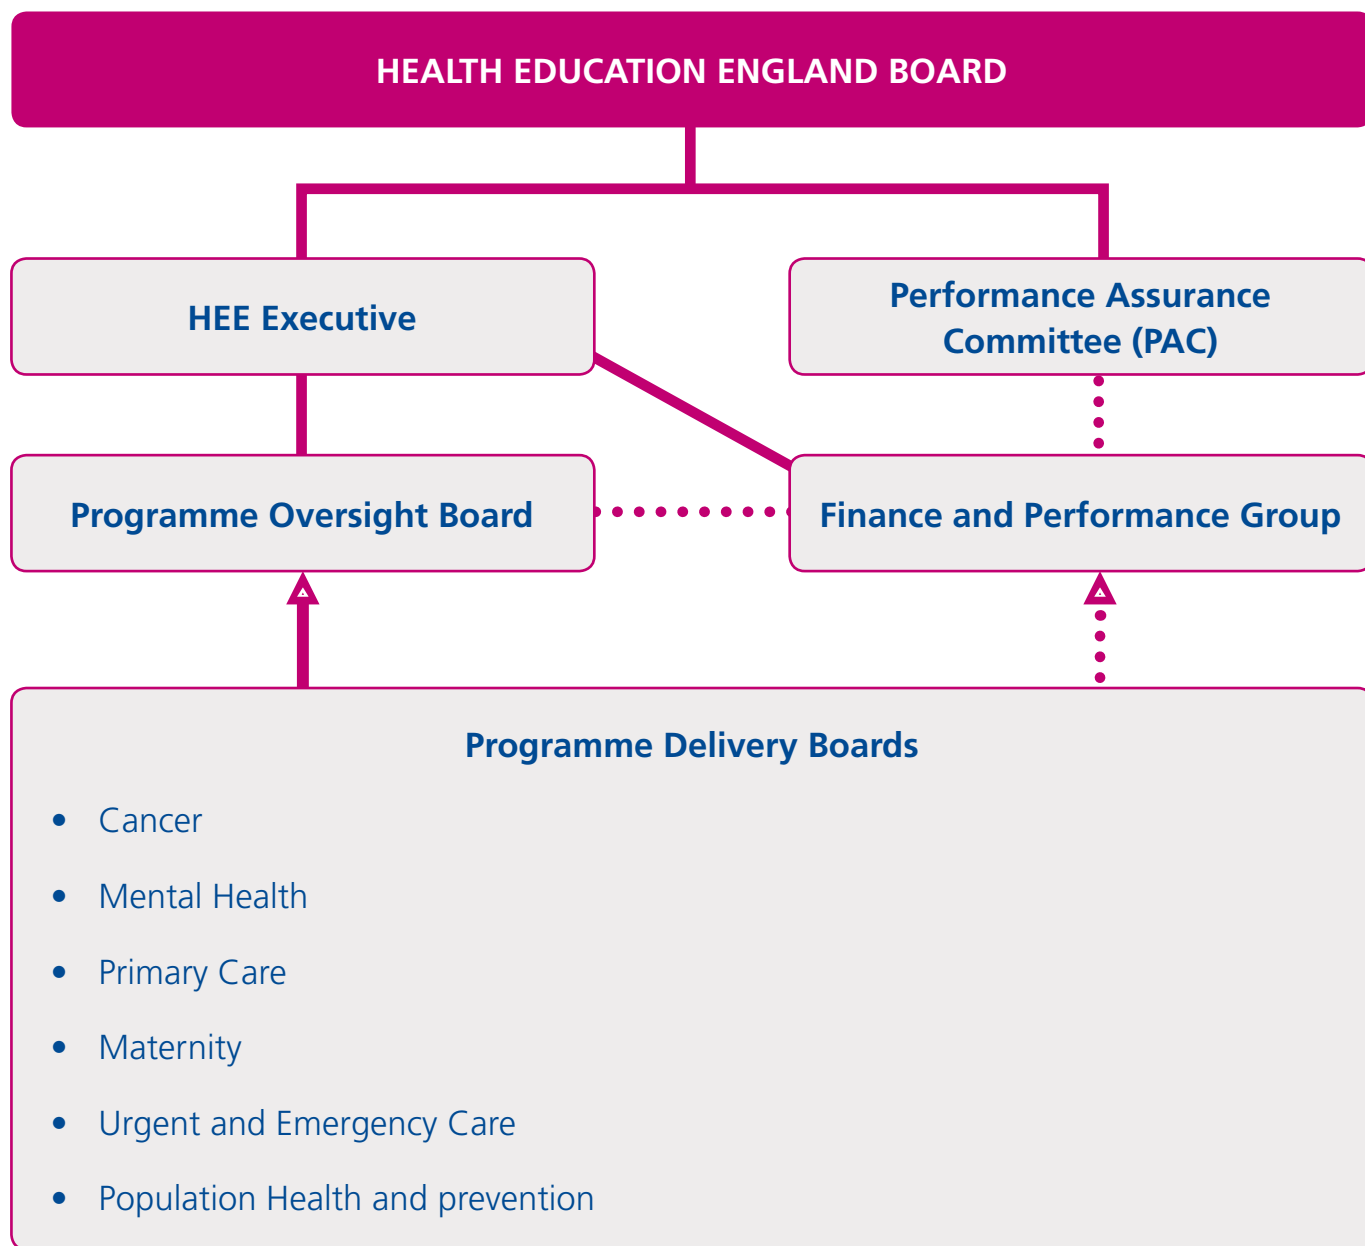 HEALTH EDUCATION ENGLAND BOARD
HEE Executive
Performance Assurance
Committee (PAC)
Programme Oversight Board
Finance and Performance Group
Programme Delivery Boards
• Cancer
• Mental Health
• Primary Care
• Maternity
• Urgent and Emergency Care
• Population Health and prevention